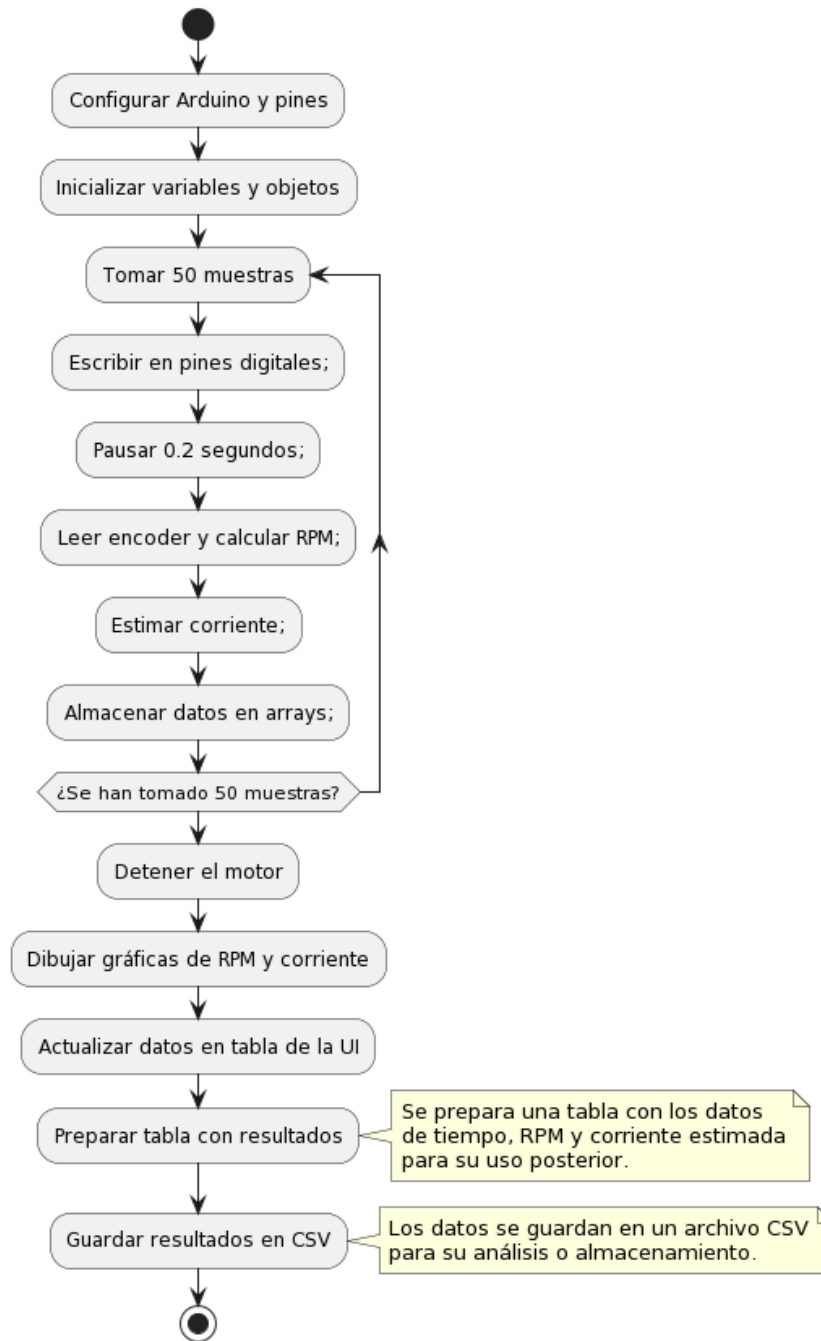 Configurar Arduino y pines
Inicializar variables y objetos
Tomar 50 muestras
Escribir en pines digitales;
Pausar 0.2 segundos;
Leer encoder y calcular RPM;
Estimar corriente;
Almacenar datos en arrays;
¿Se han tomado 50 muestras?
Detener el motor
Dibujar gráficas de RPM y corriente
Actualizar datos en tabla de la UI
Preparar tabla con resultados
Se prepara una tabla con los datos
de tiempo, RPM y corriente estimada
para su uso posterior.
Guardar resultados en CSV
Los datos se guardan en un archivo CSV
para su análisis o almacenamiento.